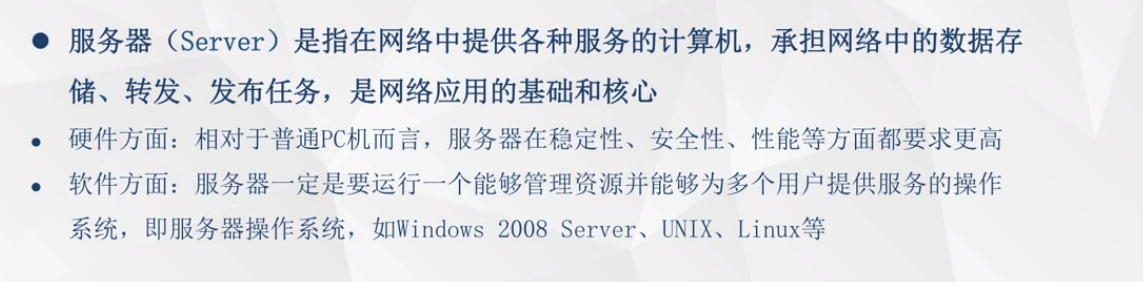 ● 服务器（Server）是指在网络中提供各种服务的计算机，承担网络中的数据存
储、转发、发布任务，是网络应用的基础和核心
• 硬件方面：相对于普通PC机而言，服务器在稳定性、安全性、性能等方面都要求更高
• 软件方面：服务器一定是要运行一个能够管理资源并能够为多个用户提供服务的操作
系统，即服务器操作系统，如Windows 2008 Server、UNIX、Linux等